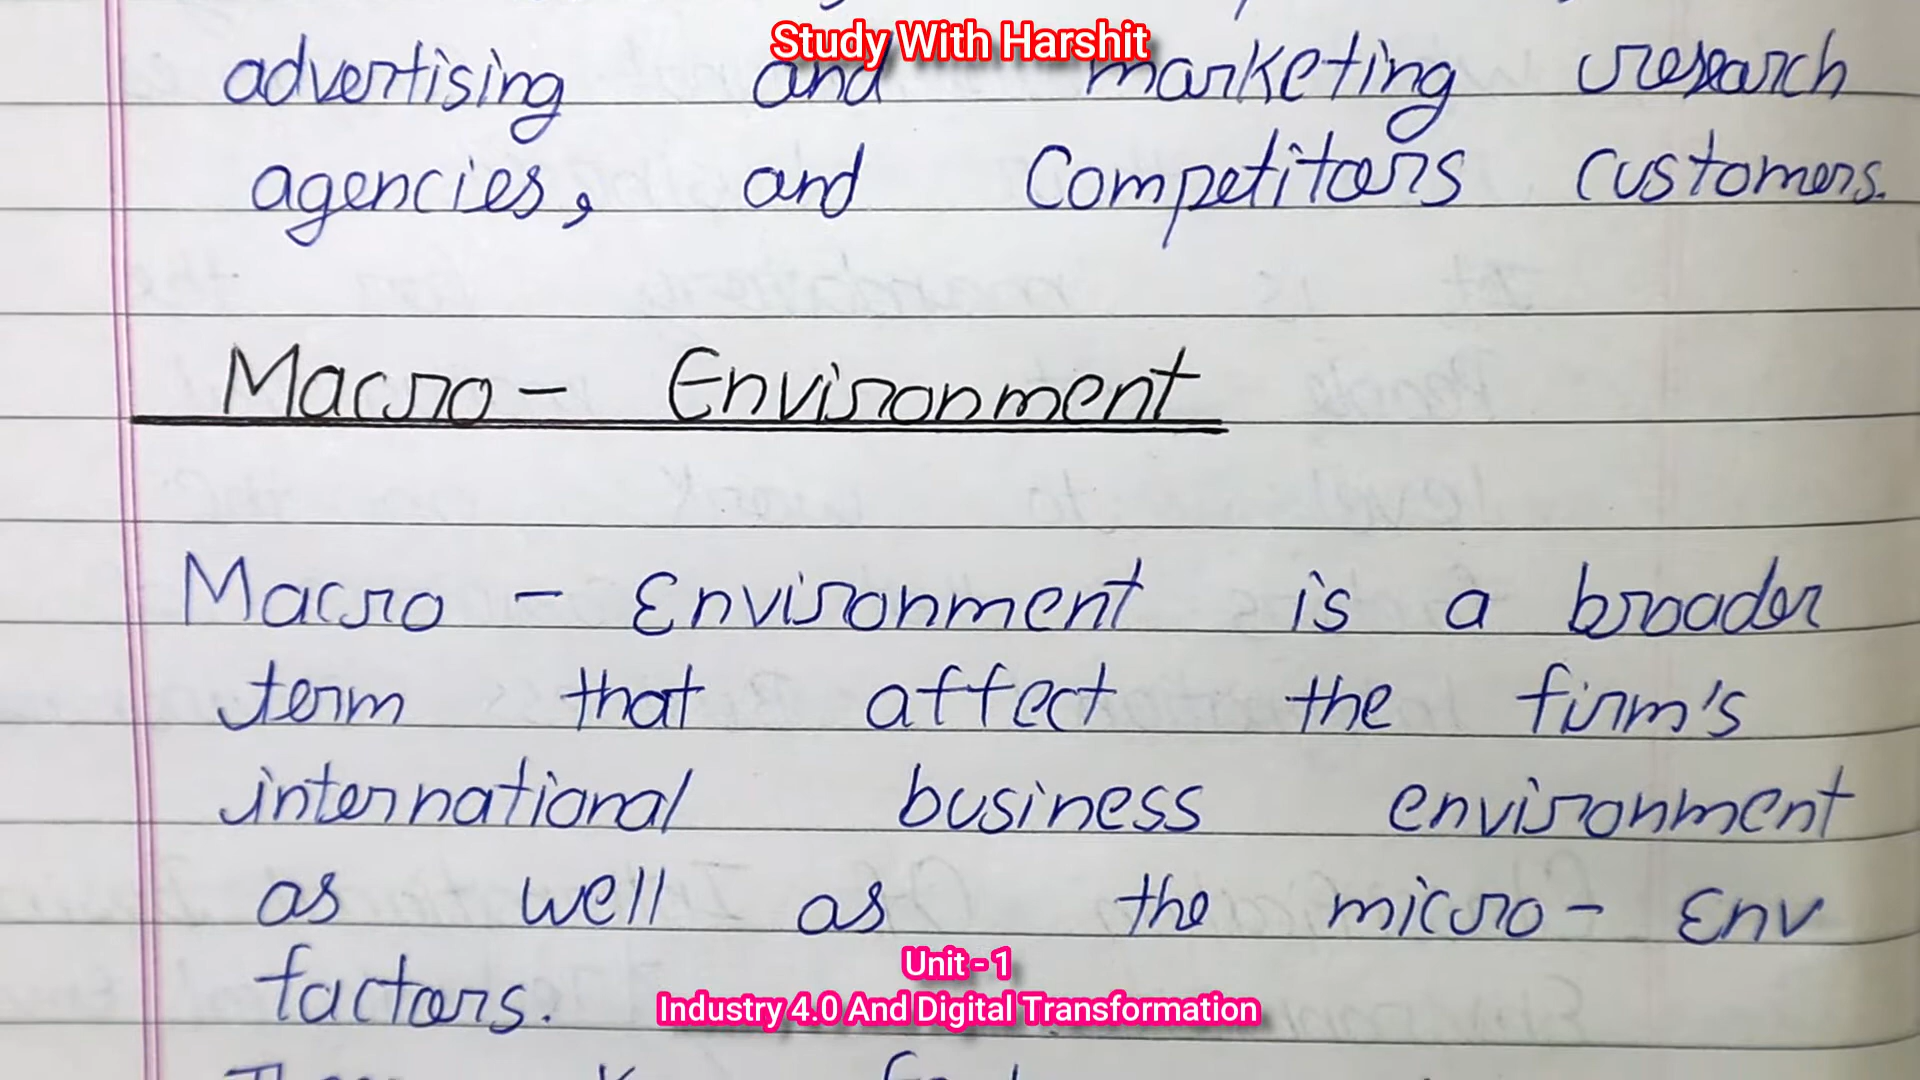 Study With Harshit
advertising and marketing research
agencies, and Competitors customers.
Macro - Environment
Macro - Environment is a broader
term that affect the firm's
international business environment
as well as the micro - Env
factors.
Unit - 1
Industry 4.0 And Digital Transformation